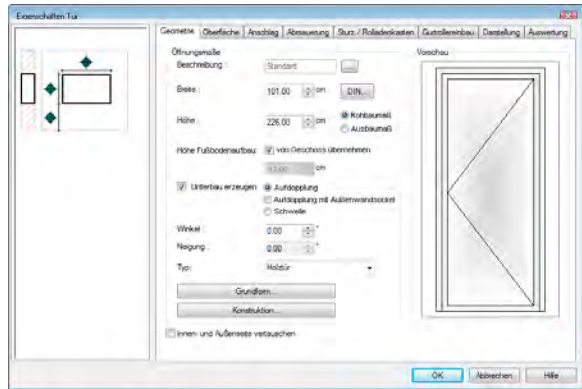 Eigenschaften Tür
Geometrie Oberfläche Anschlag Abmauerung Sturz / Rolladenkasten Gurtrollereinbau Darstellung Auswertung
Öffnungsmaße
Vorschau
Beschreibung : Standard ...
Breite : 101.00 cm DIN...
Höhe : 226.00 cm Rohbaumaß
Ausbaumaß
Höhe Fußbodenaufbau: von Geschoss übernehmen
cm
Unterbau erzeugen Aufdopplung
Aufdopplung mit Außenwandsockel
Schwelle
Winkel : 0.00 °
Neigung : 0.00 °
Typ: Holztür
Grundform...
Konstruktion...
Innen- und Außenseite vertauschen
OK Abbrechen Hilfe